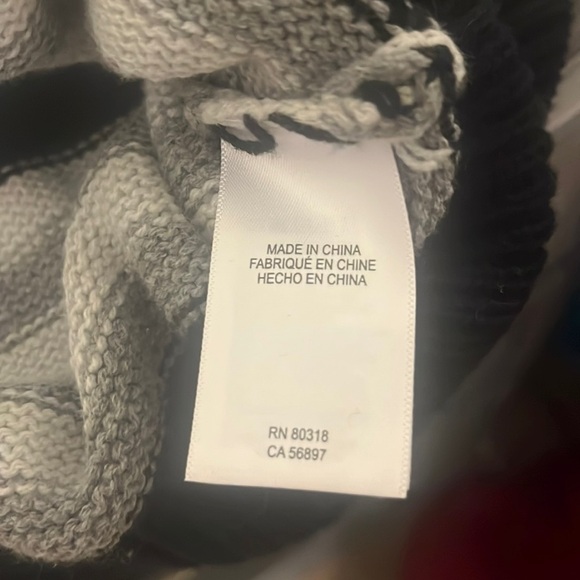 MADE IN CHINA
FABRIQUÉ EN CHINE
HECHO EN CHINA
RN 80318
CA 56897